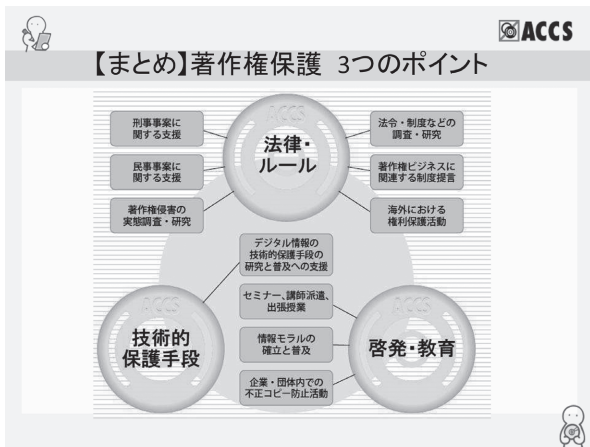 ACCS
【まとめ】著作権保護 3つのポイント
ACCS
法律・
ルール
刑事事案に
関する支援
民事事案に
関する支援
著作権侵害の
実態調査・研究
法令・制度などの
調査・研究
著作権ビジネスに
関連する制度提言
海外における
権利保護活動
デジタル情報の
技術的保護手段の
研究と普及への支援
セミナー、講師派遣、
出張授業
情報モラルの
確立と普及
企業・団体内での
不正コピー防止活動
ACCS
技術的
保護手段
ACCS
啓発・教育